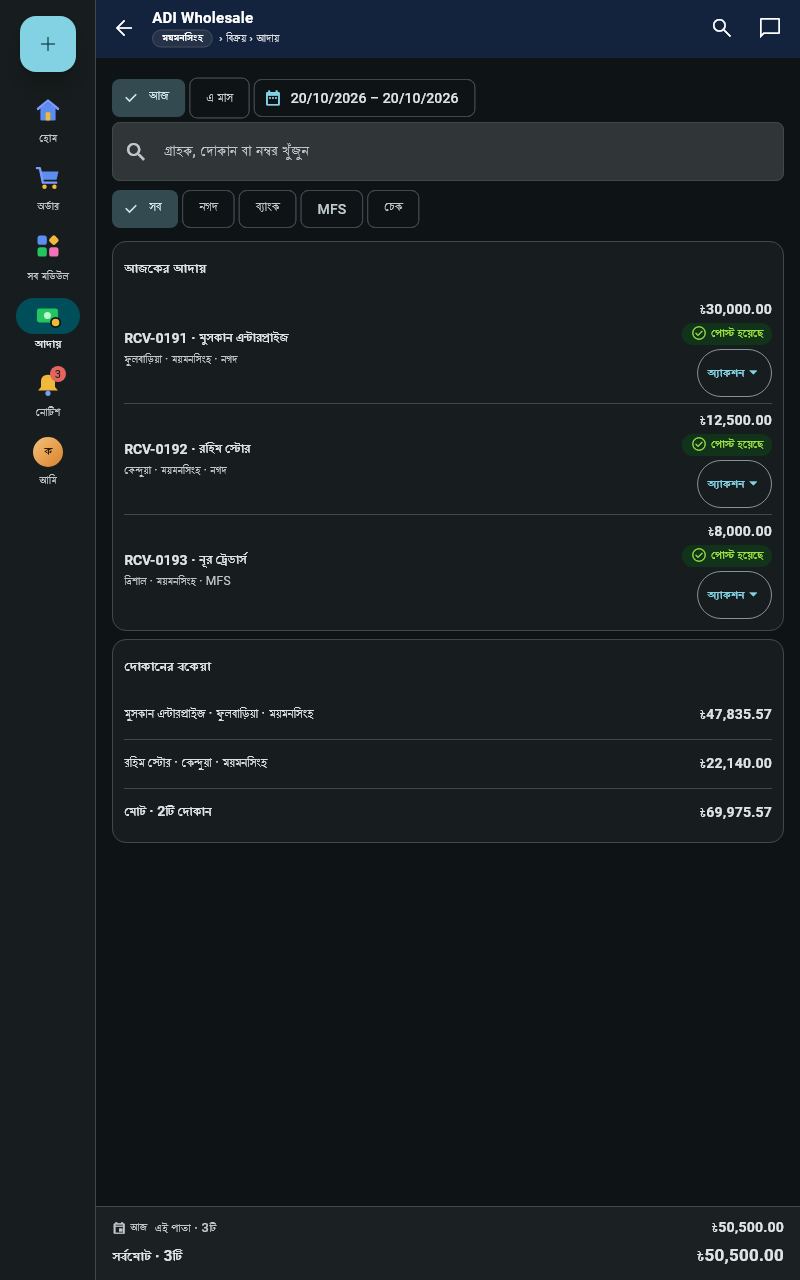 ADI Wholesale
ময়মনসিংহ › বিক্রয় › আদায়
আজ
এ মাস
20/10/2026 – 20/10/2026
গ্রাহক, দোকান বা নম্বর খুঁজুন
সব
নগদ
ব্যাংক
MFS
চেক
হোম
অর্ডার
সব মডিউল
আদায়
3
নোটিশ
ক
আমি
আজকের আদায়
৳30,000.00
RCV-0191 · মুসকান এন্টারপ্রাইজ
পোস্ট হয়েছে
ফুলবাড়িয়া · ময়মনসিংহ · নগদ
অ্যাকশন
৳12,500.00
RCV-0192 · রহিম স্টোর
পোস্ট হয়েছে
কেন্দুয়া · ময়মনসিংহ · নগদ
অ্যাকশন
৳8,000.00
RCV-0193 · নূর ট্রেডার্স
পোস্ট হয়েছে
ত্রিশাল · ময়মনসিংহ · MFS
অ্যাকশন
দোকানের বকেয়া
মুসকান এন্টারপ্রাইজ · ফুলবাড়িয়া · ময়মনসিংহ ৳47,835.57
রহিম স্টোর · কেন্দুয়া · ময়মনসিংহ ৳22,140.00
মোট · 2টি দোকান ৳69,975.57
আজ এই পাতা · 3টি ৳50,500.00
সর্বমোট · 3টি ৳50,500.00